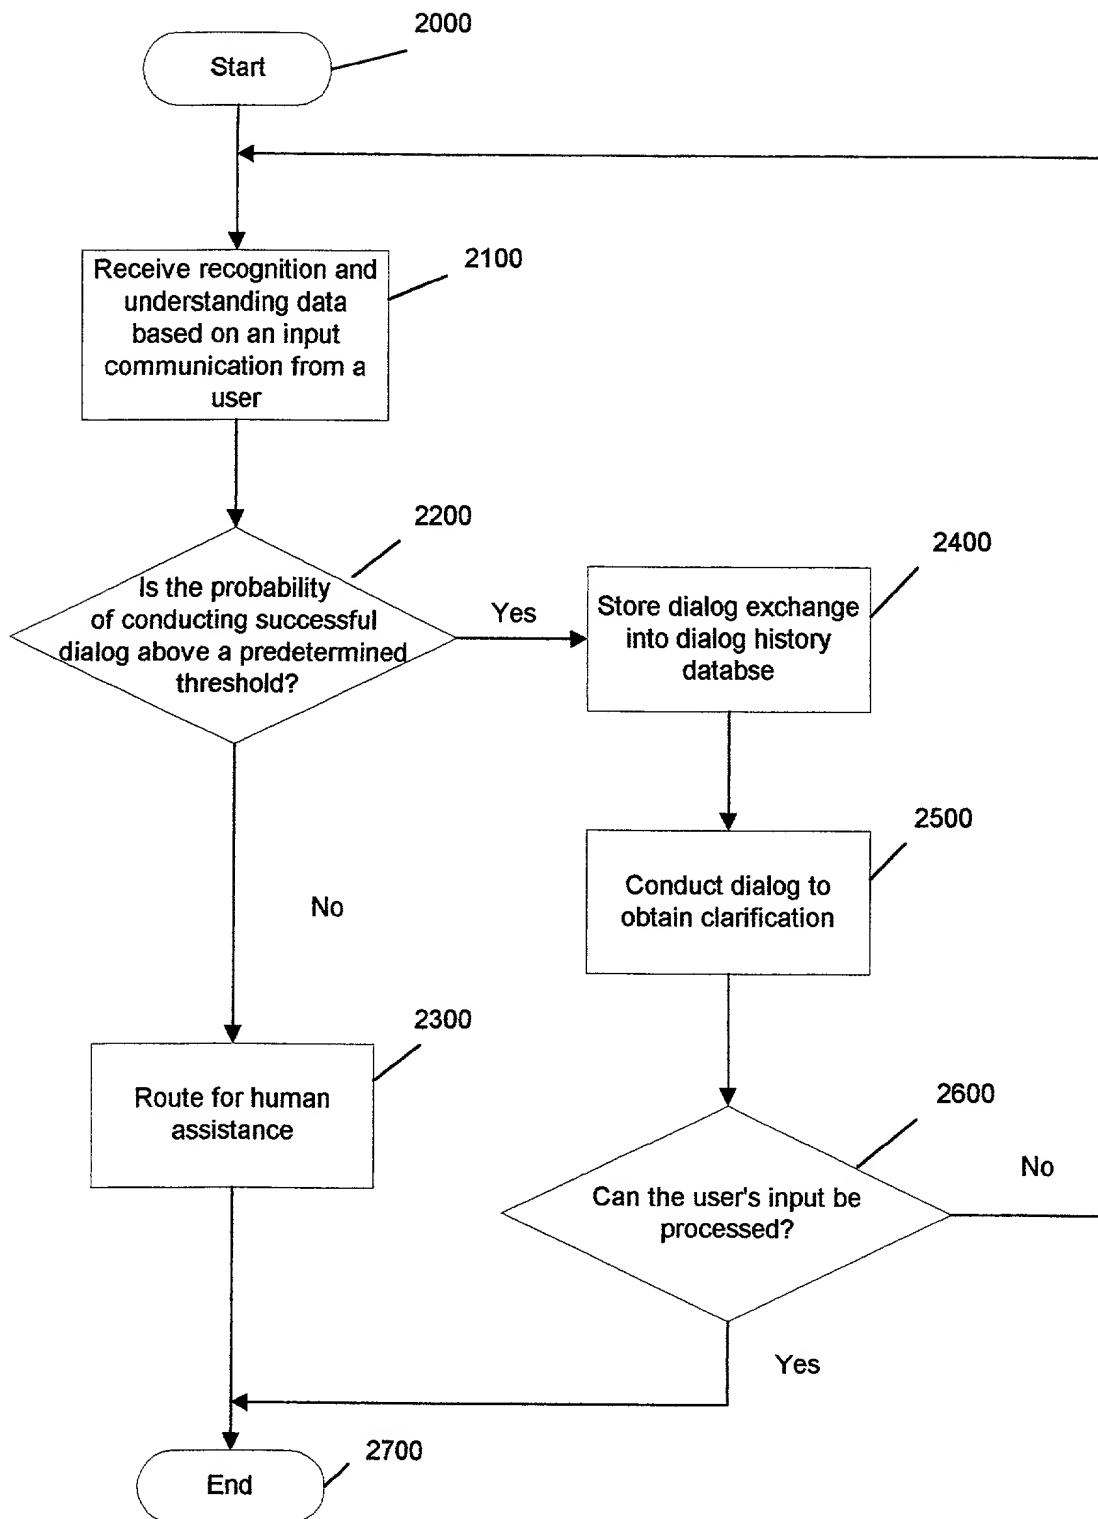 2000
Start
2100
Receive recognition and
understanding data
based on an input
communication from a
user
2200
Is the probability
of conducting successful
dialog above a predetermined
threshold?
Yes
2400
Store dialog exchange
into dialog history
databse
2500
Conduct dialog to
obtain clarification
No
2300
Route for human
assistance
2600
Can the user's input be
processed?
No
Yes
2700
End